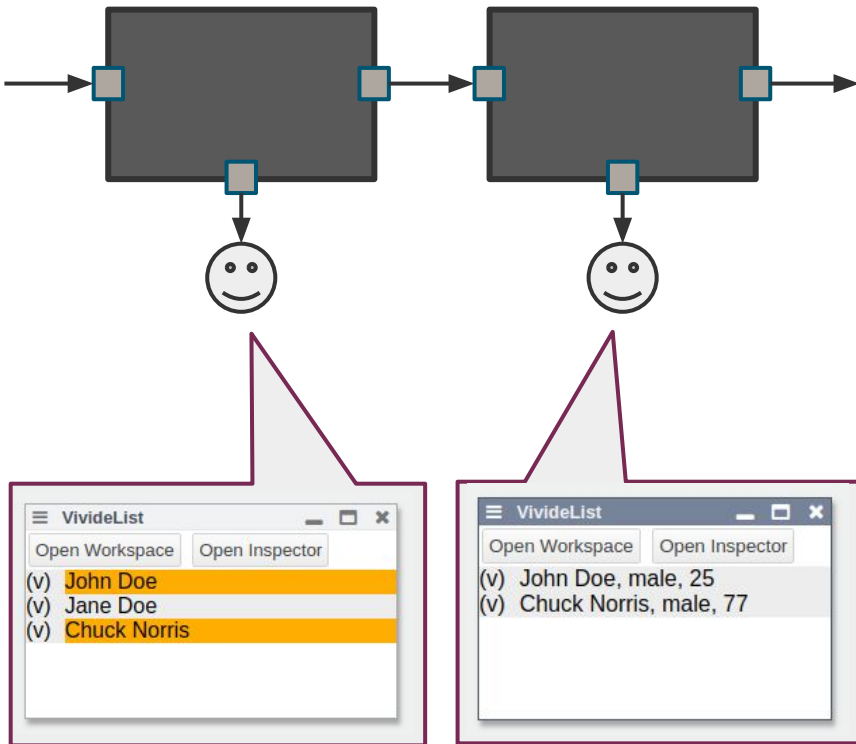 VivideList
Open Workspace Open Inspector
(v) John Doe
(v) Jane Doe
(v) Chuck Norris
VivideList
Open Workspace Open Inspector
(v) John Doe, male, 25
(v) Chuck Norris, male, 77